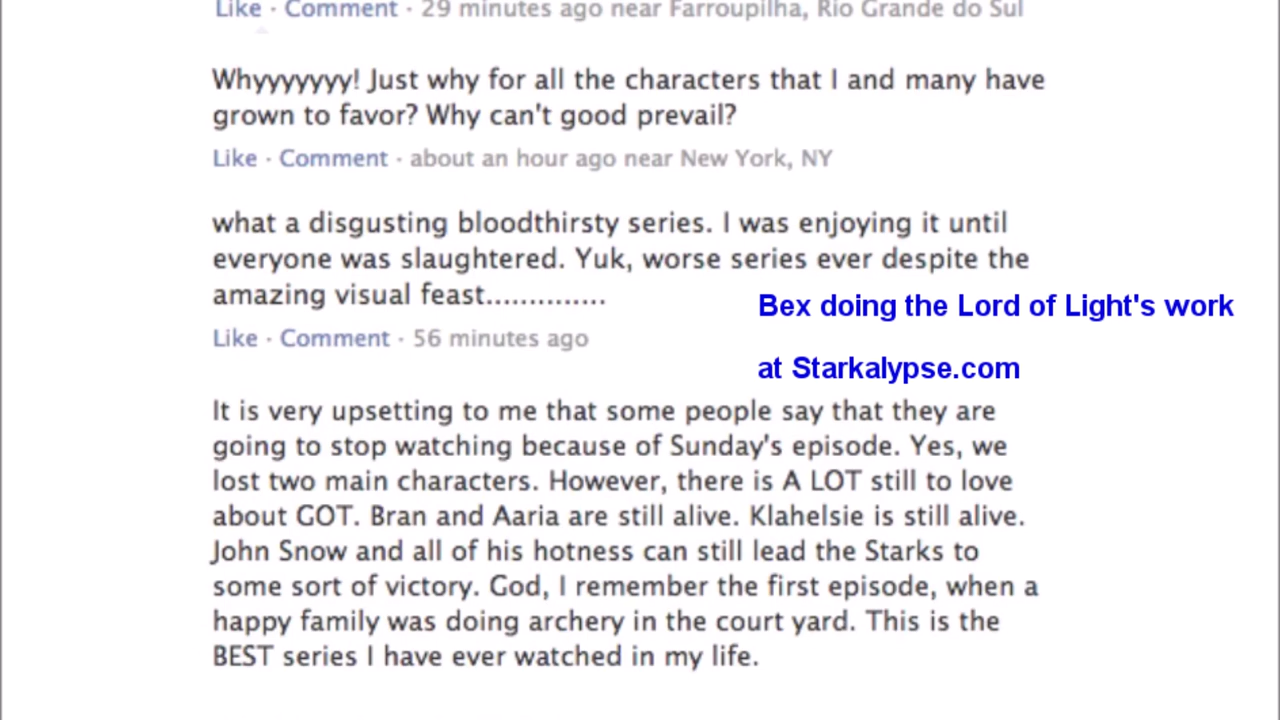 Like · Comment · 29 minutes ago near Farroupilha, Rio Grande do Sul
Whyyyyyyy! Just why for all the characters that I and many have
grown to favor? Why can't good prevail?
Like · Comment · about an hour ago near New York, NY
what a disgusting bloodthirsty series. I was enjoying it until
everyone was slaughtered. Yuk, worse series ever despite the
amazing visual feast..............
Bex doing the Lord of Light's work
Like · Comment · 56 minutes ago
at Starkalypse.com
It is very upsetting to me that some people say that they are
going to stop watching because of Sunday's episode. Yes, we
lost two main characters. However, there is A LOT still to love
about GOT. Bran and Aaria are still alive. Klahelsie is still alive.
John Snow and all of his hotness can still lead the Starks to
some sort of victory. God, I remember the first episode, when a
happy family was doing archery in the court yard. This is the
BEST series I have ever watched in my life.